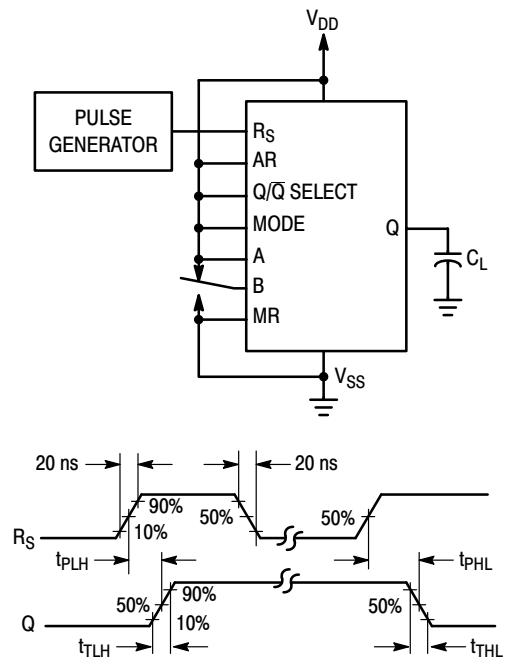 V_DD
PULSE
GENERATOR
R_S
AR
Q/Q̅ SELECT
MODE
Q
A
C_L
B
MR
V_SS
20 ns
20 ns
R_S
90%
10%
50%
50%
t_PLH
t_PHL
Q
50%
90%
10%
50%
t_TLH
t_THL